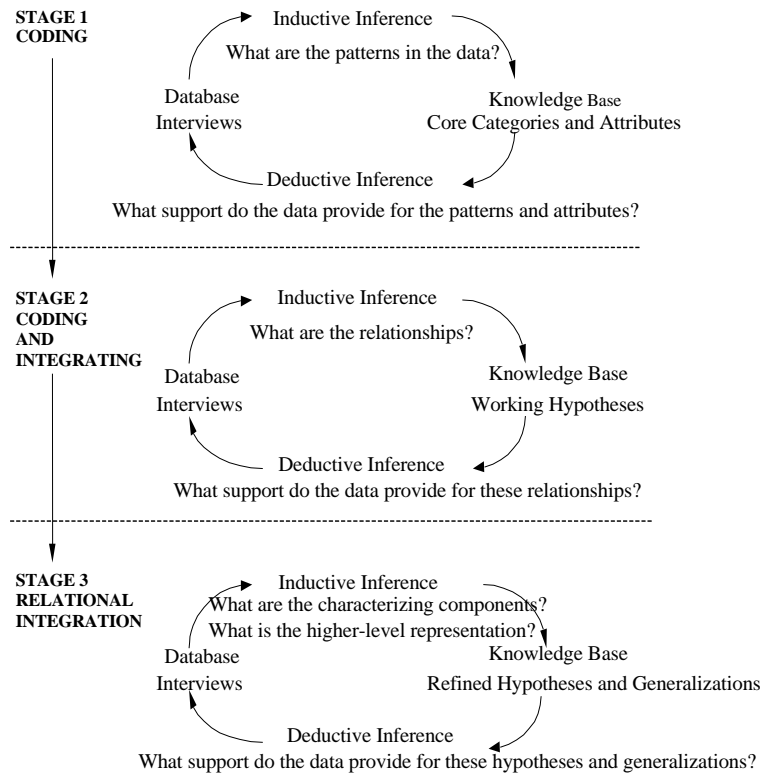 STAGE 1
CODING
Inductive Inference
What are the patterns in the data?
Database
Interviews
Knowledge Base
Core Categories and Attributes
Deductive Inference
What support do the data provide for the patterns and attributes?
STAGE 2
CODING
AND
INTEGRATING
Inductive Inference
What are the relationships?
Database
Interviews
Knowledge Base
Working Hypotheses
Deductive Inference
What support do the data provide for these relationships?
STAGE 3
RELATIONAL
INTEGRATION
Inductive Inference
What are the characterizing components?
What is the higher-level representation?
Database
Interviews
Knowledge Base
Refined Hypotheses and Generalizations
Deductive Inference
What support do the data provide for these hypotheses and generalizations?